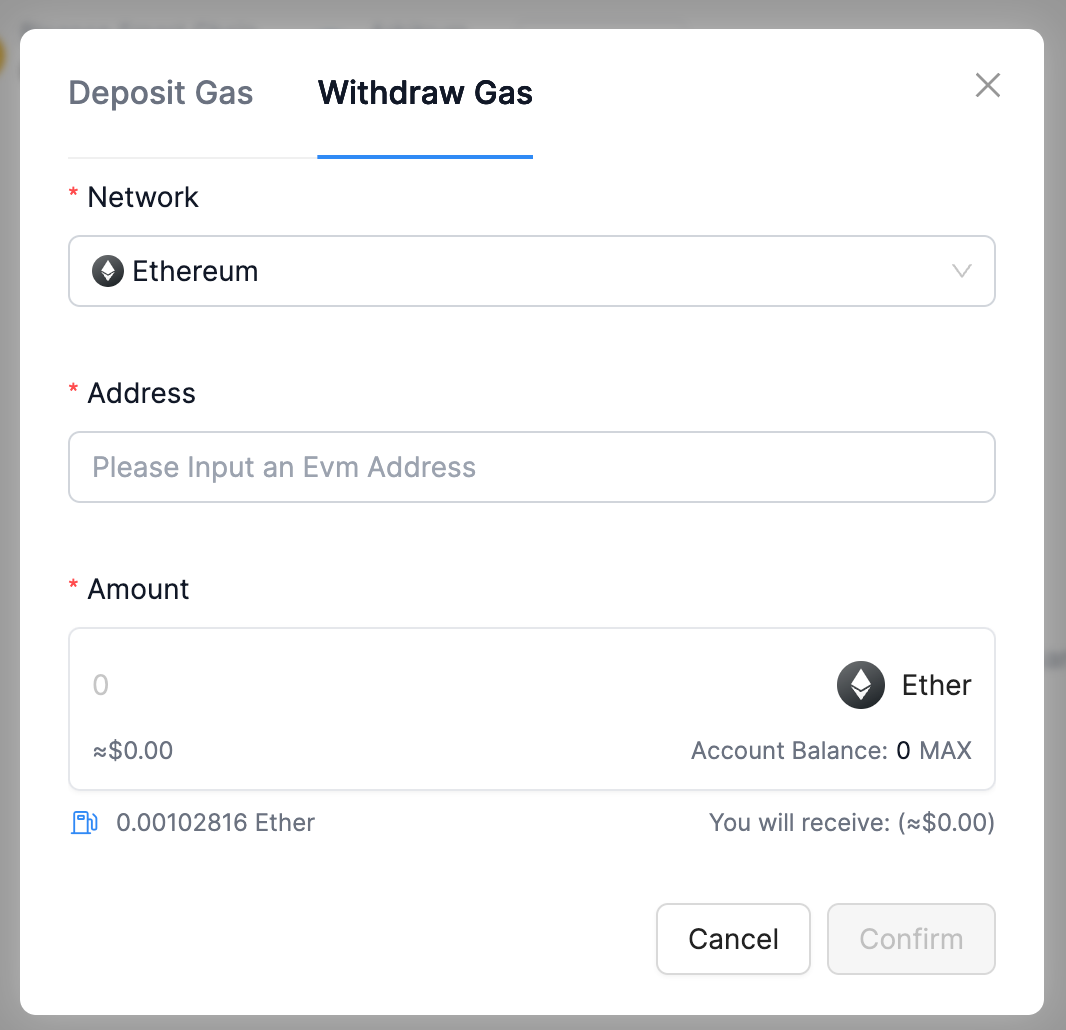 Deposit Gas Withdraw Gas
* Network
Ethereum
* Address
Please Input an Evm Address
* Amount
0 Ether
≈$0.00 Account Balance: 0 MAX
0.00102816 Ether You will receive: (≈$0.00)
Cancel Confirm